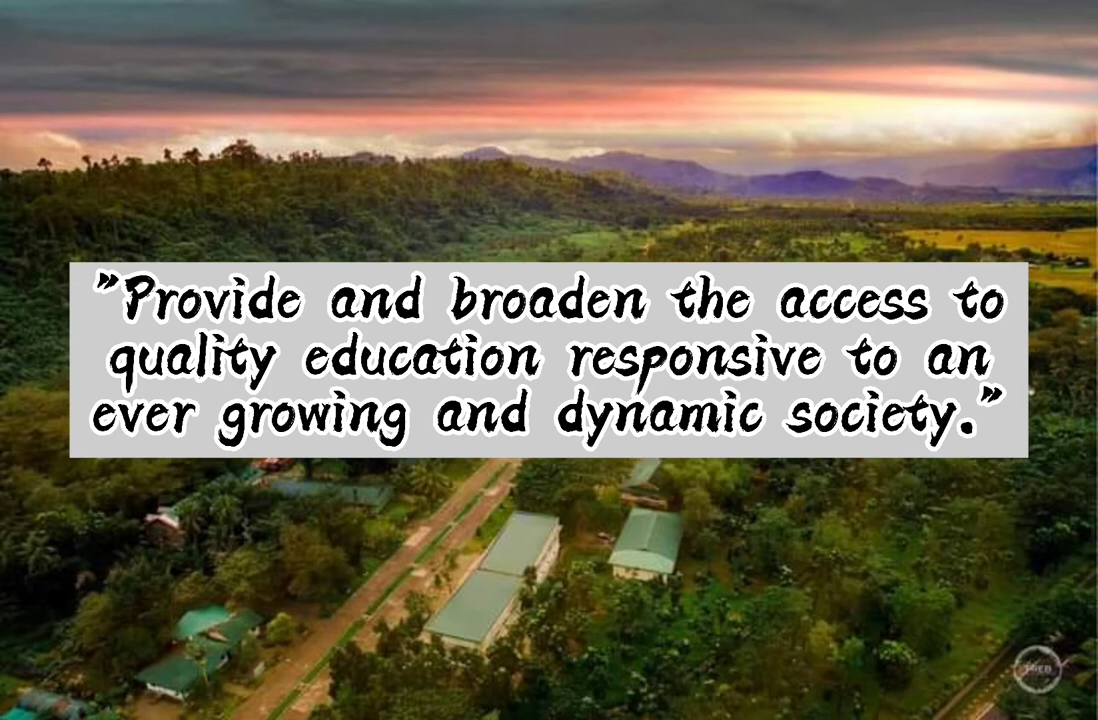 "Provide and broaden the access to
quality education responsive to an
ever growing and dynamic society."